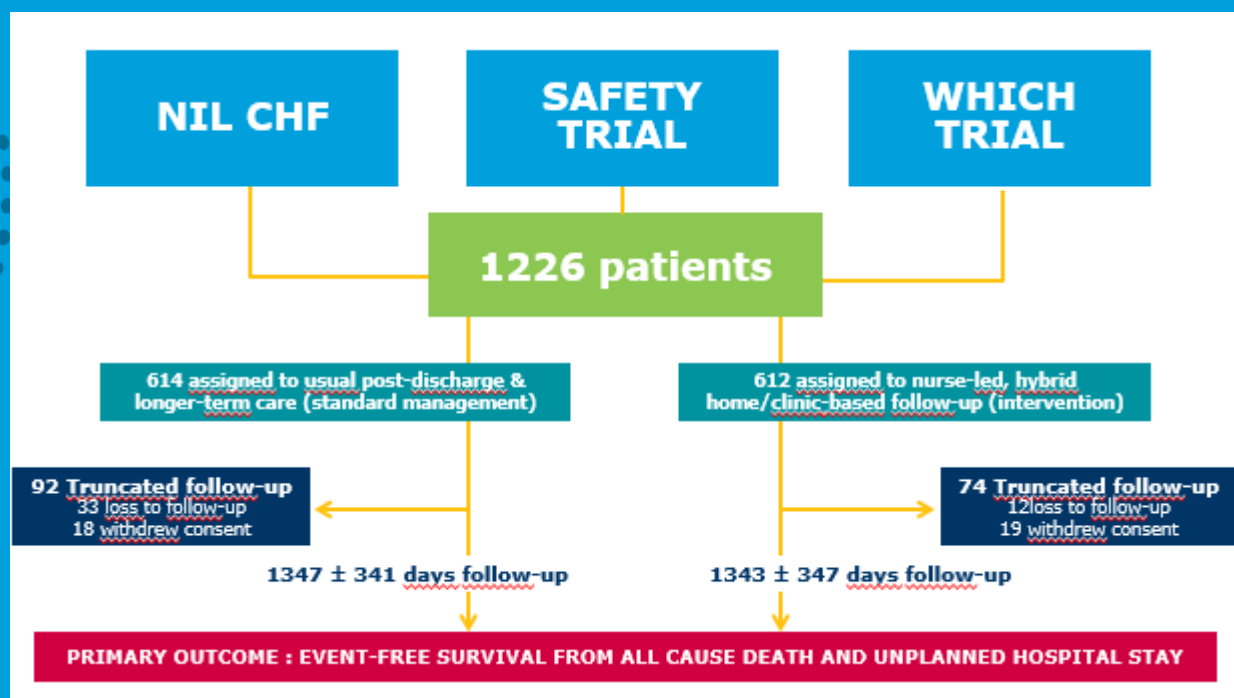 NIL CHF
SAFETY
TRIAL
WHICH
TRIAL
1226 patients
614 assigned to usual post-discharge &
longer-term care (standard management)
612 assigned to nurse-led, hybrid
home/clinic-based follow-up (intervention)
92 Truncated follow-up
33 loss to follow-up
18 withdrew consent
74 Truncated follow-up
12loss to follow-up
19 withdrew consent
1347 ± 341 days follow-up
1343 ± 347 days follow-up
PRIMARY OUTCOME : EVENT-FREE SURVIVAL FROM ALL CAUSE DEATH AND UNPLANNED HOSPITAL STAY